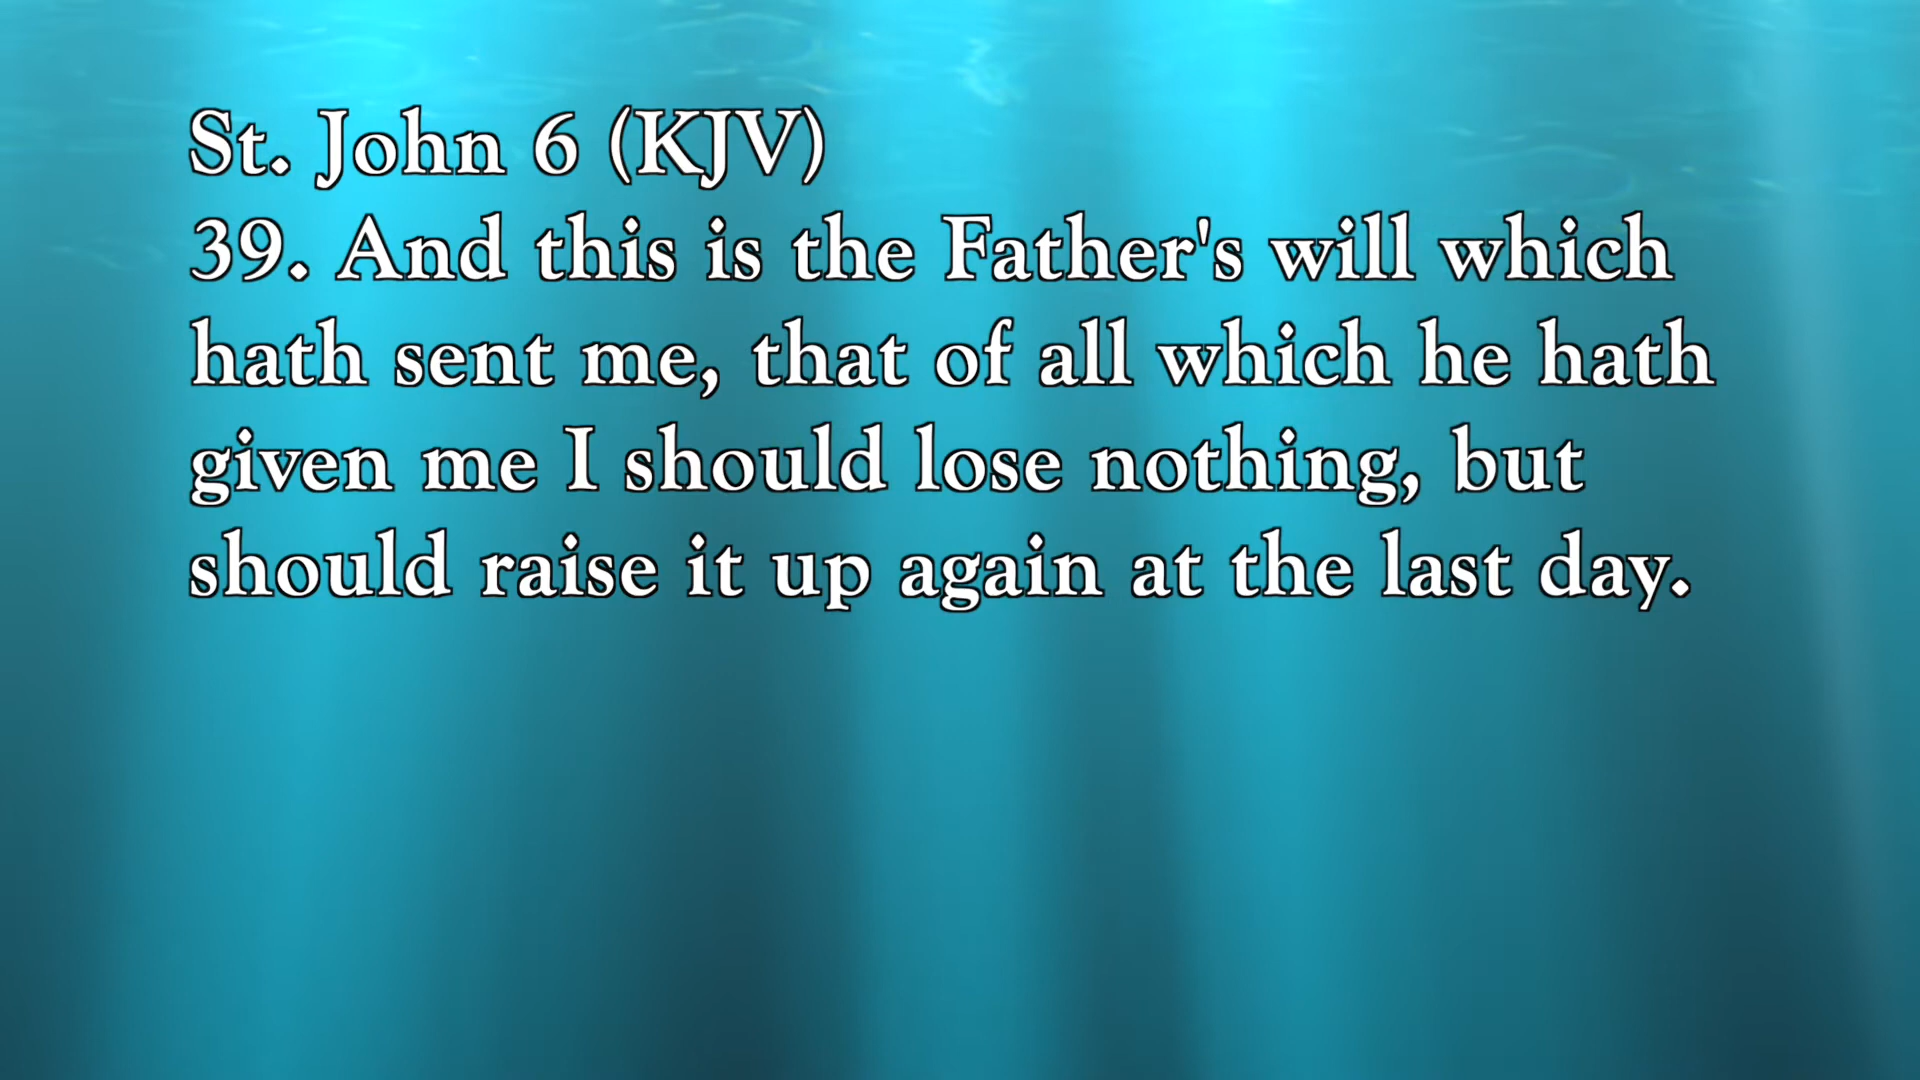 St. John 6 (KJV)
39. And this is the Father's will which
hath sent me, that of all which he hath
given me I should lose nothing, but
should raise it up again at the last day.